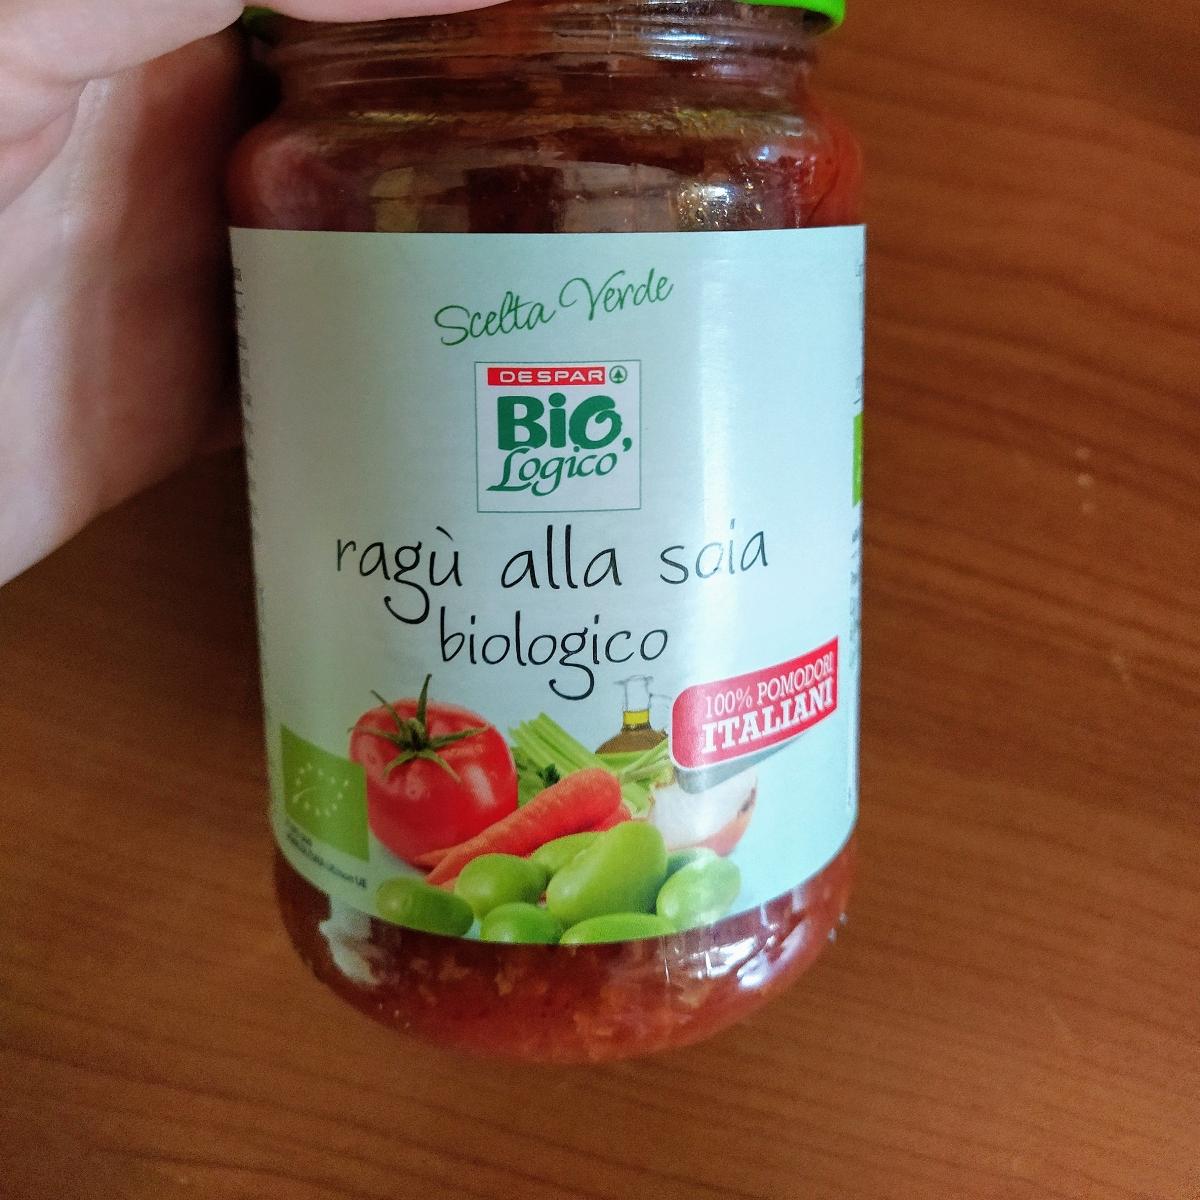 Scelta Verde
DESPAR
BiO,
Logico
ragù alla soia
biologico
100% POMODORI
ITALIANI